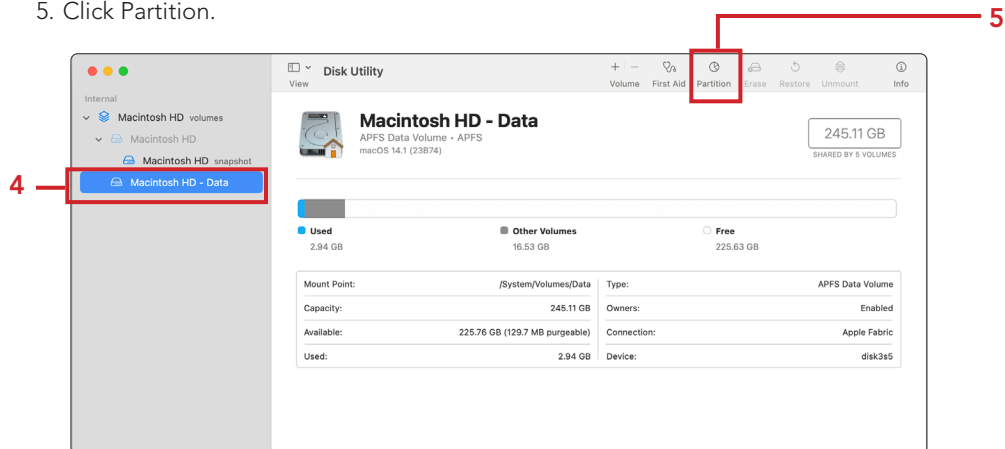 5. Click Partition.
5
Disk Utility
View
Volume First Aid Partition Erase Restore Unmount Info
Internal
Macintosh HD volumes
Macintosh HD
Macintosh HD snapshot
4
Macintosh HD - Data
Macintosh HD - Data
APFS Data Volume • APFS
macOS 14.1 (23B74)
245.11 GB
SHARED BY 5 VOLUMES
Used
2.94 GB
Other Volumes
16.53 GB
Free
225.63 GB
Mount Point: /System/Volumes/Data
Type: APFS Data Volume
Capacity: 245.11 GB
Owners: Enabled
Available: 225.76 GB (129.7 MB purgeable)
Connection: Apple Fabric
Used: 2.94 GB
Device: disk3s5